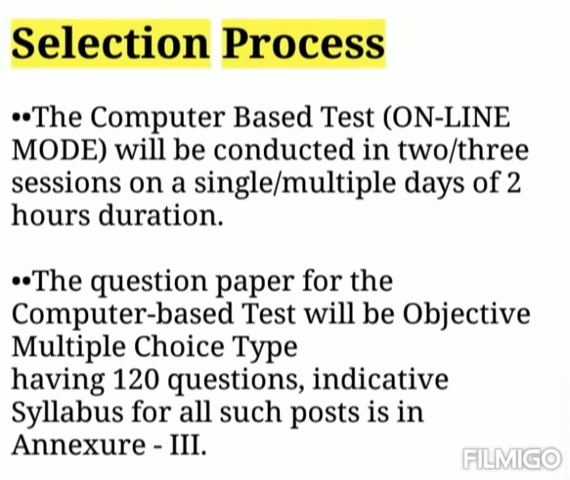 Selection Process
••The Computer Based Test (ON-LINE
MODE) will be conducted in two/three
sessions on a single/multiple days of 2
hours duration.
••The question paper for the
Computer-based Test will be Objective
Multiple Choice Type
having 120 questions, indicative
Syllabus for all such posts is in
Annexure - III.
FILMIGO